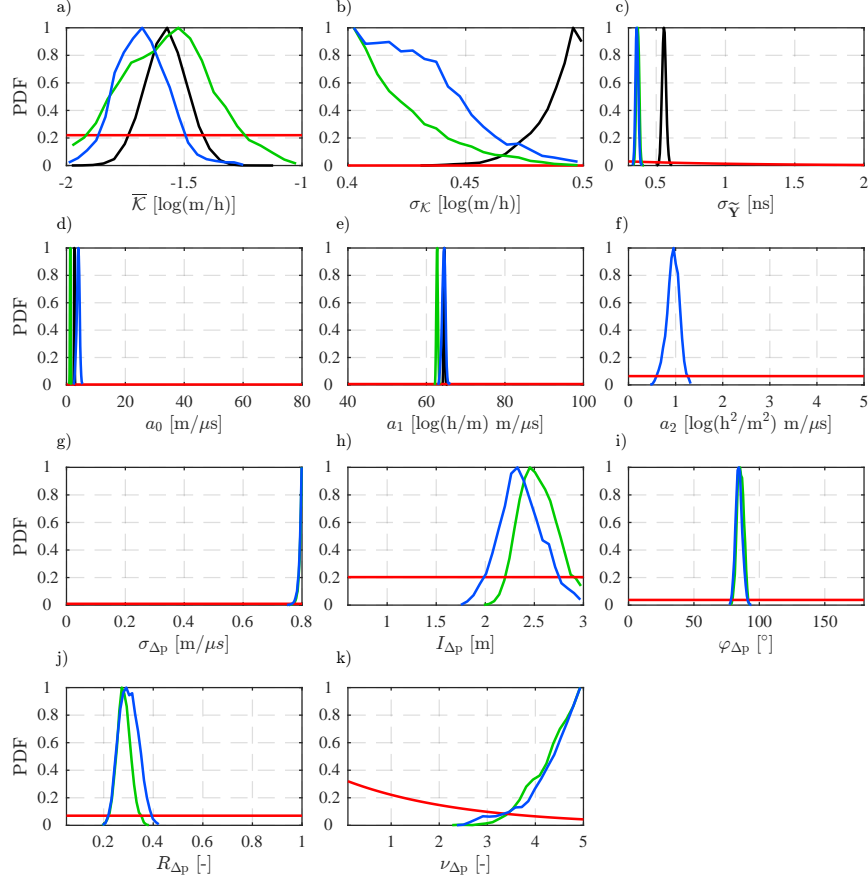 a) b) c)
PDF
1
0.8
0.6
0.4
0.2
0
-2 -1.5 -1
0.4 0.45 0.5
0.5 1 1.5 2
1
0.8
0.6
0.4
0.2
0
1
0.8
0.6
0.4
0.2
0
$\overline{\mathcal{K}}$ [log(m/h)]
$\sigma_{\mathcal{K}}$ [log(m/h)]
$\sigma_{\widetilde{\mathbf{Y}}}$ [ns]
d) e) f)
PDF
1
0.8
0.6
0.4
0.2
0
0 20 40 60 80
1
0.8
0.6
0.4
0.2
0
40 60 80 100
1
0.8
0.6
0.4
0.2
0
0 1 2 3 4 5
$a_0$ [m/μs]
$a_1$ [log(h/m) m/μs]
$a_2$ [log(h²/m²) m/μs]
g) h) i)
PDF
1
0.8
0.6
0.4
0.2
0
0 0.2 0.4 0.6 0.8
1
0.8
0.6
0.4
0.2
0
1 1.5 2 2.5 3
1
0.8
0.6
0.4
0.2
0
0 50 100 150
$\sigma_{\Delta \mathrm{p}}$ [m/μs]
$I_{\Delta \mathrm{p}}$ [m]
$\varphi_{\Delta \mathrm{p}}$ [°]
j) k)
PDF
1
0.8
0.6
0.4
0.2
0
0.2 0.4 0.6 0.8 1
1
0.8
0.6
0.4
0.2
0
1 2 3 4 5
$R_{\Delta \mathrm{p}}$ [-]
$\nu_{\Delta \mathrm{p}}$ [-]